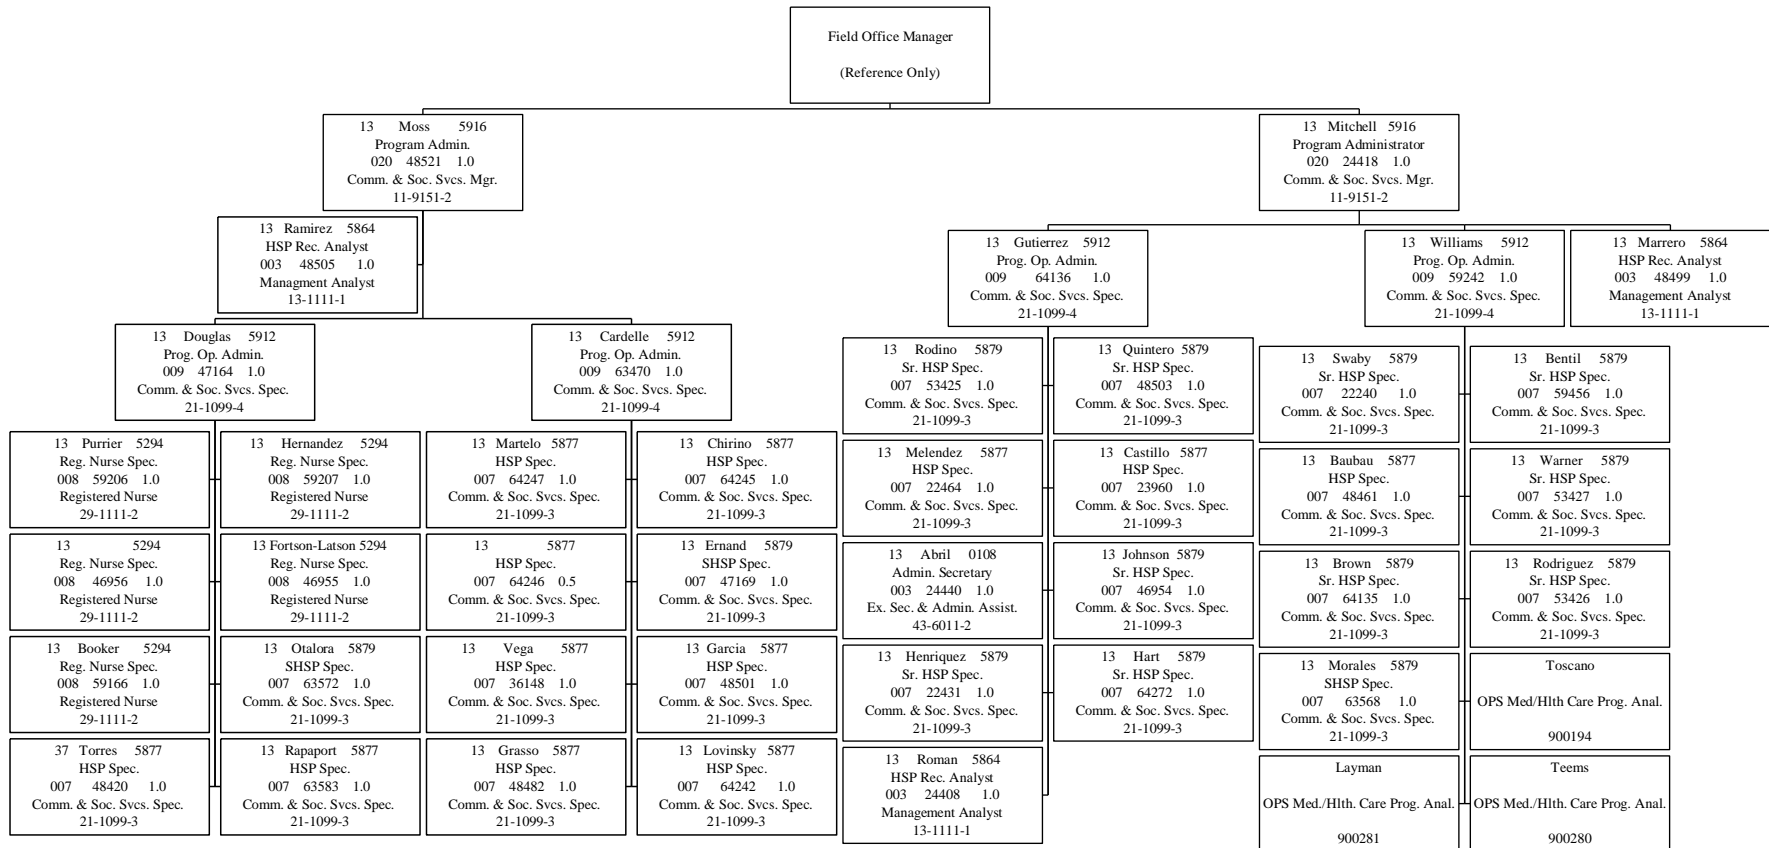 Field Office Manager
(Reference Only)
13 Moss 5916
Program Admin.
020 48521 1.0
Comm. & Soc. Svcs. Mgr.
11-9151-2
13 Mitchell 5916
Program Administrator
020 24418 1.0
Comm. & Soc. Svcs. Mgr.
11-9151-2
13 Ramirez 5864
HSP Rec. Analyst
003 48505 1.0
Managment Analyst
13-1111-1
13 Gutierrez 5912
Prog. Op. Admin.
009 64136 1.0
Comm. & Soc. Svcs. Spec.
21-1099-4
13 Williams 5912
Prog. Op. Admin.
009 59242 1.0
Comm. & Soc. Svcs. Spec.
21-1099-4
13 Marrero 5864
HSP Rec. Analyst
003 48499 1.0
Management Analyst
13-1111-1
13 Douglas 5912
Prog. Op. Admin.
009 47164 1.0
Comm. & Soc. Svcs. Spec.
21-1099-4
13 Cardelle 5912
Prog. Op. Admin.
009 63470 1.0
Comm. & Soc. Svcs. Spec.
21-1099-4
13 Purrier 5294
Reg. Nurse Spec.
008 59206 1.0
Registered Nurse
29-1111-2
13 Hernandez 5294
Reg. Nurse Spec.
008 59207 1.0
Registered Nurse
29-1111-2
13 5294
Reg. Nurse Spec.
008 46956 1.0
Registered Nurse
29-1111-2
13 Fortson-Latson 5294
Reg. Nurse Spec.
008 46955 1.0
Registered Nurse
29-1111-2
13 Booker 5294
Reg. Nurse Spec.
008 59166 1.0
Registered Nurse
29-1111-2
13 Otalora 5879
SHSP Spec.
007 63572 1.0
Comm. & Soc. Svcs. Spec.
21-1099-3
37 Torres 5877
HSP Spec.
007 48420 1.0
Comm. & Soc. Svcs. Spec.
21-1099-3
13 Rapaport 5877
HSP Spec.
007 63583 1.0
Comm. & Soc. Svcs. Spec.
21-1099-3
13 Martelo 5877
HSP Spec.
007 64247 1.0
Comm. & Soc. Svcs. Spec.
21-1099-3
13 Chirino 5877
HSP Spec.
007 64245 1.0
Comm. & Soc. Svcs. Spec.
21-1099-3
13 5877
HSP Spec.
007 64246 0.5
Comm. & Soc. Svcs. Spec.
21-1099-3
13 Ernand 5879
SHSP Spec.
007 47169 1.0
Comm. & Soc. Svcs. Spec.
21-1099-3
13 Vega 5877
HSP Spec.
007 36148 1.0
Comm. & Soc. Svcs. Spec.
21-1099-3
13 Garcia 5877
HSP Spec.
007 48501 1.0
Comm. & Soc. Svcs. Spec.
21-1099-3
13 Grasso 5877
HSP Spec.
007 48482 1.0
Comm. & Soc. Svcs. Spec.
21-1099-3
13 Lovinsky 5877
HSP Spec.
007 64242 1.0
Comm. & Soc. Svcs. Spec.
21-1099-3
13 Rodino 5879
Sr. HSP Spec.
007 53425 1.0
Comm. & Soc. Svcs. Spec.
21-1099-3
13 Quintero 5879
Sr. HSP Spec.
007 48503 1.0
Comm. & Soc. Svcs. Spec.
21-1099-3
13 Melendez 5877
HSP Spec.
007 22464 1.0
Comm. & Soc. Svcs. Spec.
21-1099-3
13 Castillo 5877
HSP Spec.
007 23960 1.0
Comm. & Soc. Svcs. Spec.
21-1099-3
13 Abril 0108
Admin. Secretary
003 24440 1.0
Ex. Sec. & Admin. Assist.
43-6011-2
13 Johnson 5879
Sr. HSP Spec.
007 46954 1.0
Comm. & Soc. Svcs. Spec.
21-1099-3
13 Henriquez 5879
Sr. HSP Spec.
007 22431 1.0
Comm. & Soc. Svcs. Spec.
21-1099-3
13 Hart 5879
Sr. HSP Spec.
007 64272 1.0
Comm. & Soc. Svcs. Spec.
21-1099-3
13 Roman 5864
HSP Rec. Analyst
003 24408 1.0
Management Analyst
13-1111-1
13 Swaby 5879
Sr. HSP Spec.
007 22240 1.0
Comm. & Soc. Svcs. Spec.
21-1099-3
13 Bentil 5879
Sr. HSP Spec.
007 59456 1.0
Comm. & Soc. Svcs. Spec.
21-1099-3
13 Baubau 5877
HSP Spec.
007 48461 1.0
Comm. & Soc. Svcs. Spec.
21-1099-3
13 Warner 5879
Sr. HSP Spec.
007 53427 1.0
Comm. & Soc. Svcs. Spec.
21-1099-3
13 Brown 5879
Sr. HSP Spec.
007 64135 1.0
Comm. & Soc. Svcs. Spec.
21-1099-3
13 Rodriguez 5879
Sr. HSP Spec.
007 53426 1.0
Comm. & Soc. Svcs. Spec.
21-1099-3
13 Morales 5879
SHSP Spec.
007 63568 1.0
Comm. & Soc. Svcs. Spec.
21-1099-3
Toscano
OPS Med/Hlth Care Prog. Anal.
900194
Layman
OPS Med./Hlth. Care Prog. Anal.
900281
Teems
OPS Med./Hlth. Care Prog. Anal.
900280